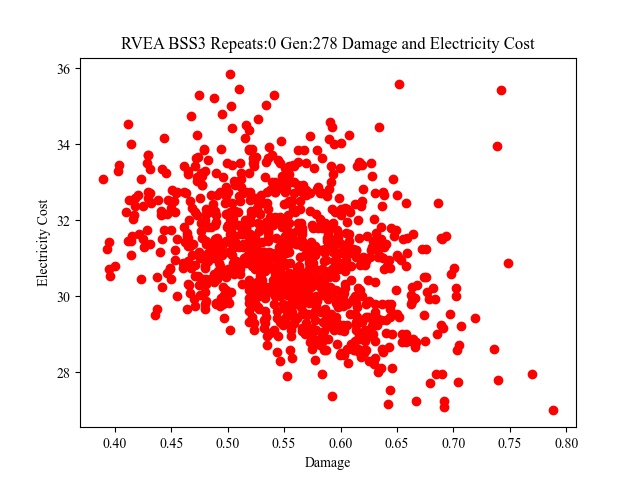 RVEA BSS3 Repeats:0 Gen:278 Damage and Electricity Cost
36
34
32
30
28
Electricity Cost
0.40 0.45 0.50 0.55 0.60 0.65 0.70 0.75 0.80
Damage